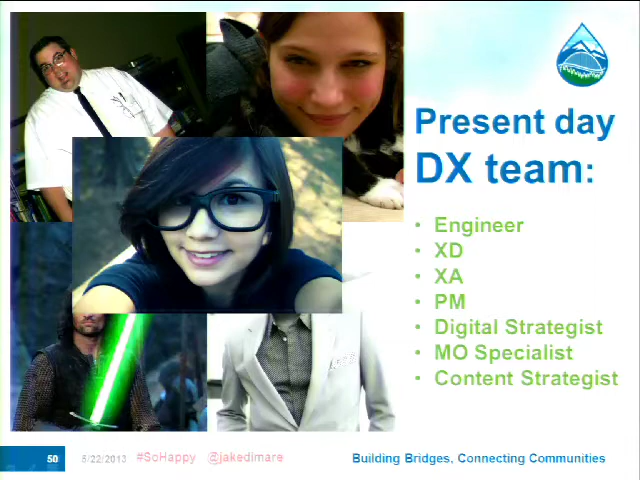 Present day
DX team:
• Engineer
• XD
• XA
• PM
• Digital Strategist
• MO Specialist
• Content Strategist
50
5/22/2013
#SoHappy @jakedimare
Building Bridges, Connecting Communities